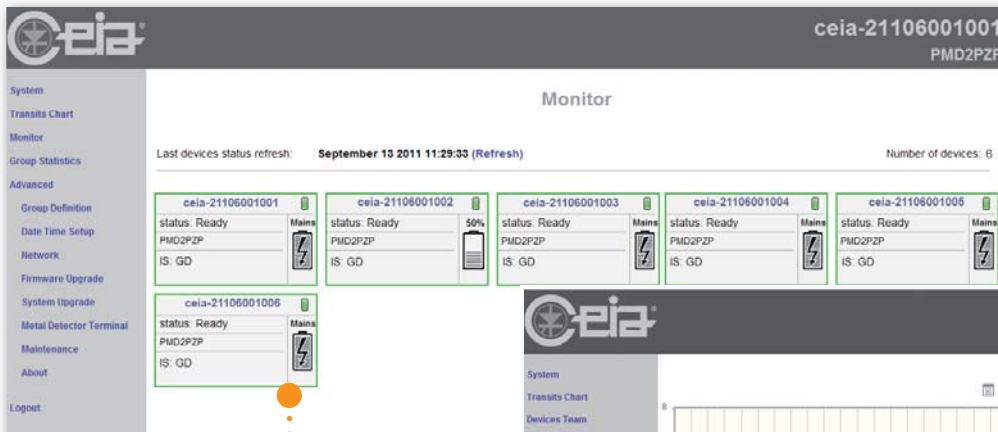 Ceia
ceia-21106001001
PMD2PZP
System
Transits Chart
Monitor
Group Statistics
Advanced
Group Definition
Date Time Setup
Network
Firmware Upgrade
System Upgrade
Metal Detector Terminal
Maintenance
About
Logout
Monitor
Last devices status refresh: September 13 2011 11:29:33 (Refresh)
Number of devices: 6
ceia-21106001001
status: Ready Mains
PMD2PZP
IS: GD
ceia-21106001002
status: Ready 50%
PMD2PZP
IS: GD
ceia-21106001003
status: Ready Mains
PMD2PZP
IS: GD
ceia-21106001004
status: Ready Mains
PMD2PZP
IS: GD
ceia-21106001005
status: Ready Mains
PMD2PZP
IS: GD
ceia-21106001006
status: Ready Mains
PMD2PZP
IS: GD
Ceia
System
Transits Chart
Devices Team
8